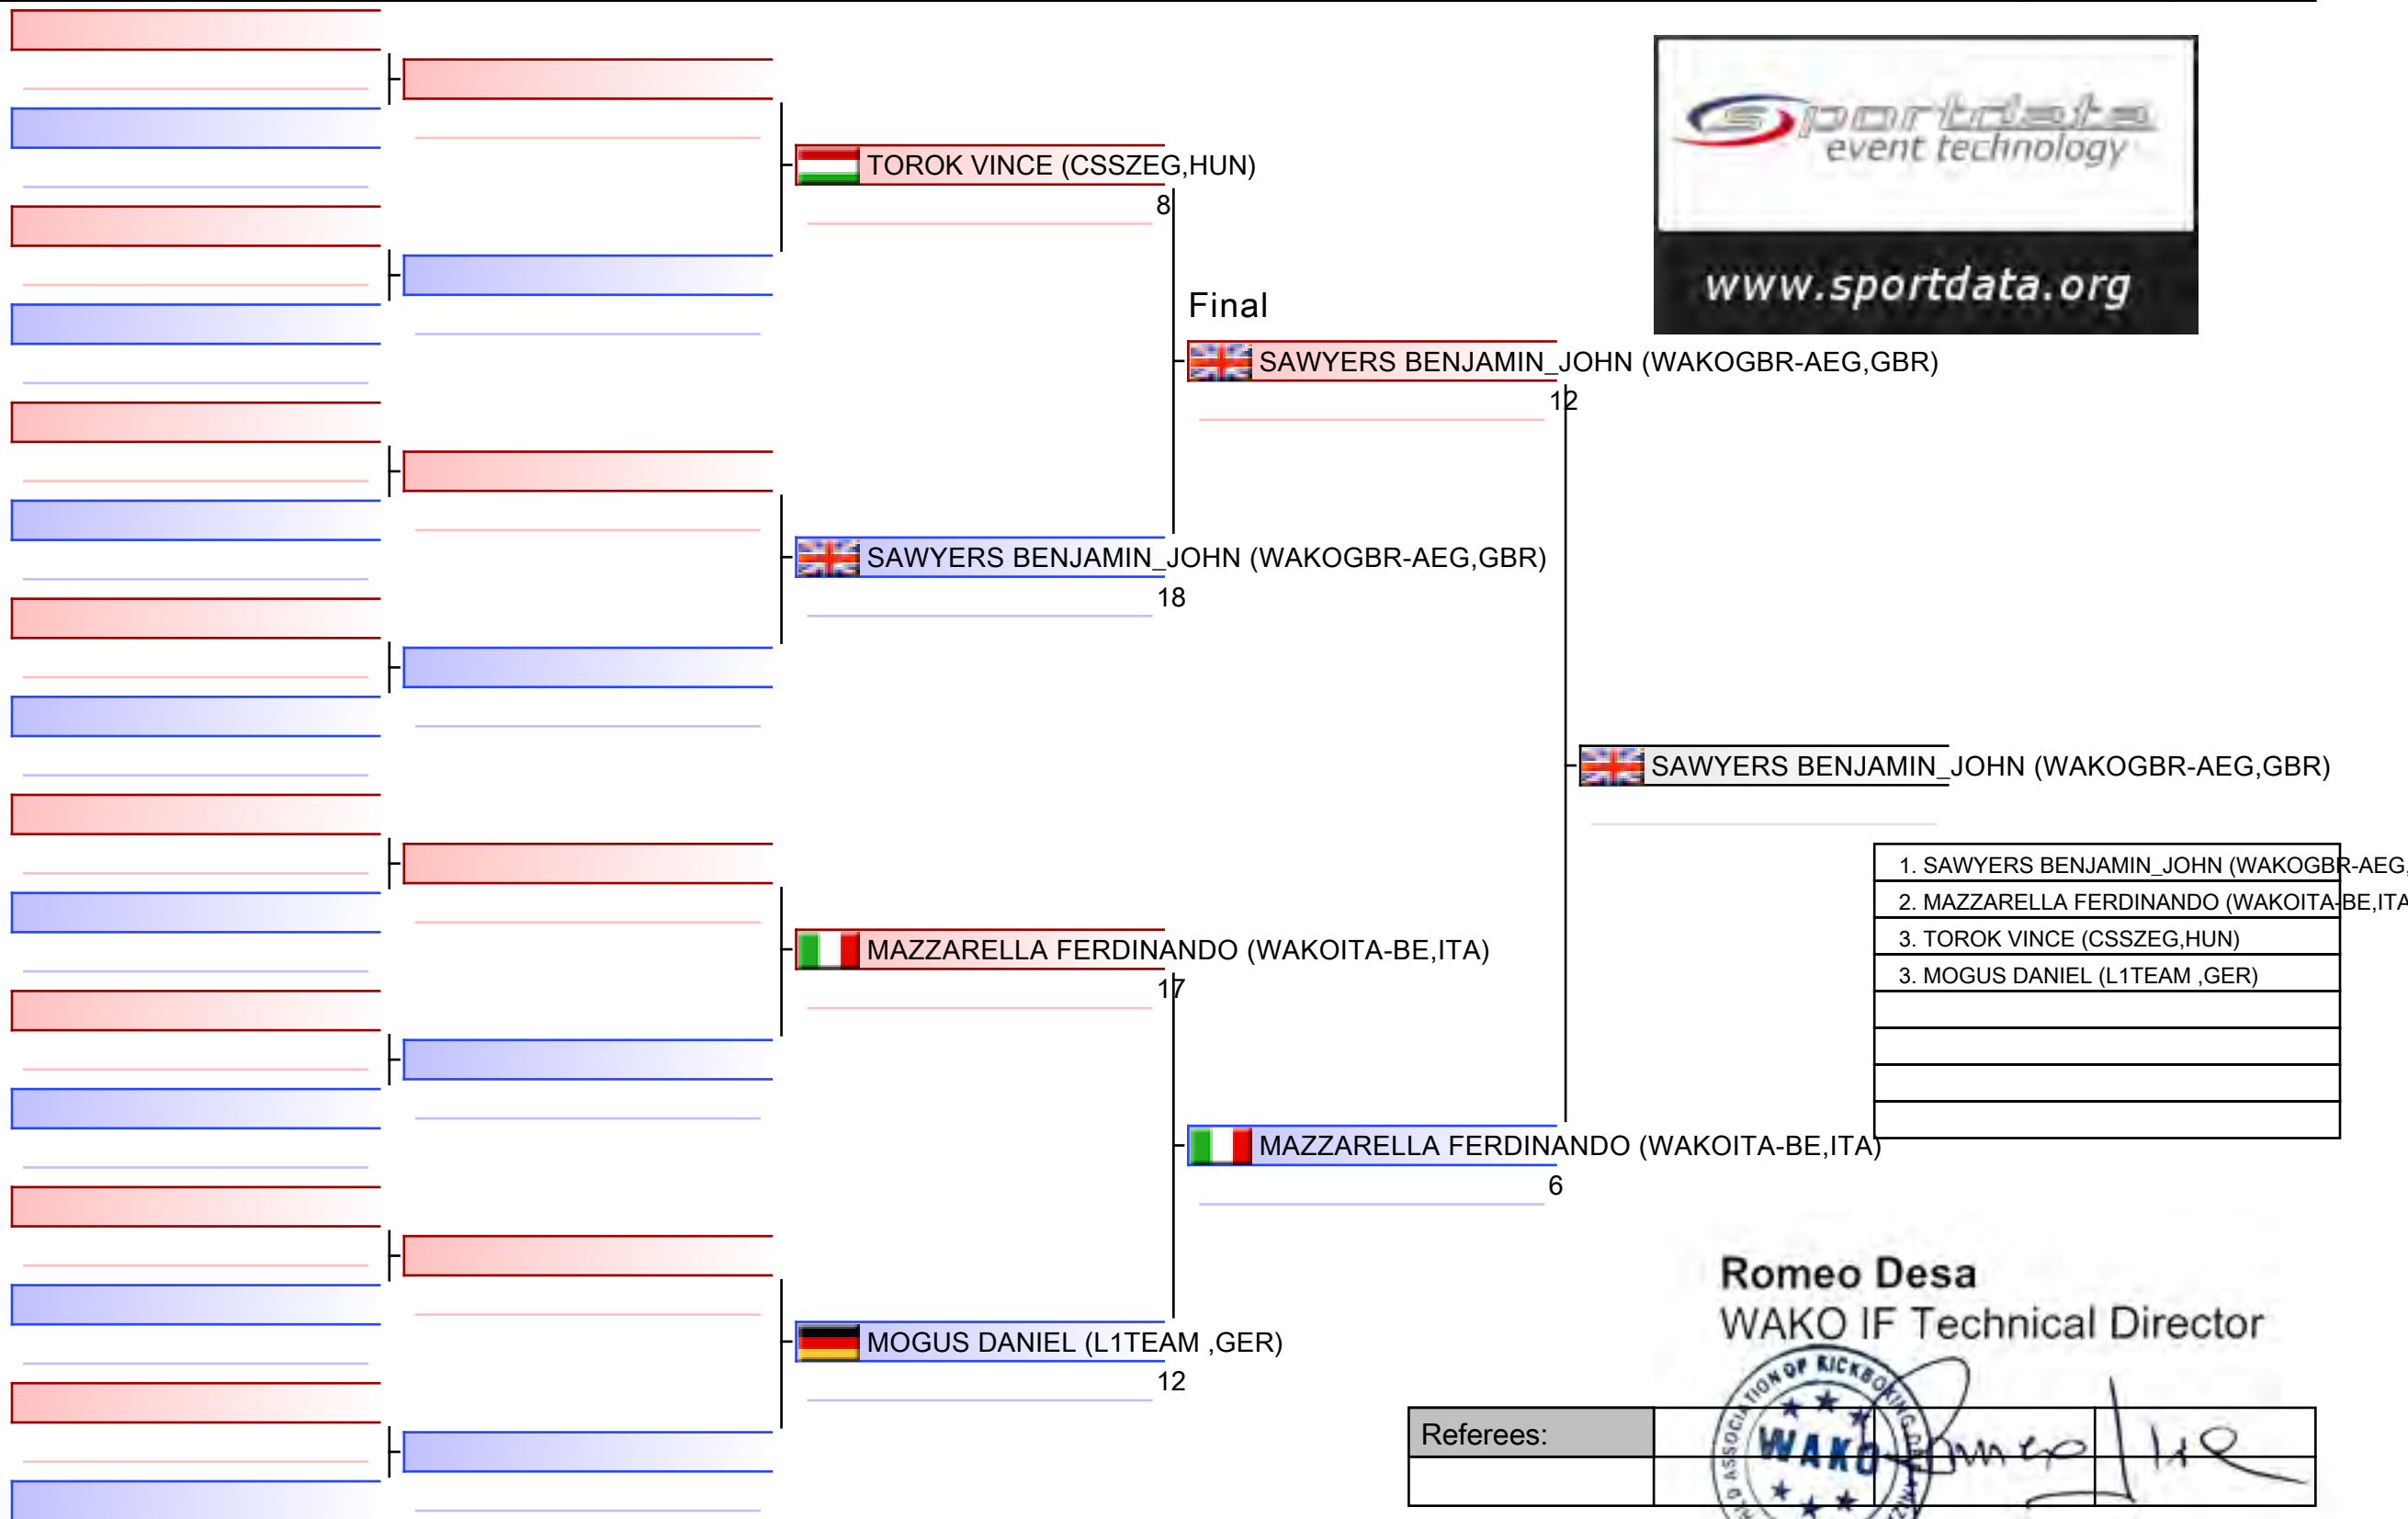 sportdata
event technology
www.sportdata.org
TOROK VINCE (CSSZEG,HUN)
8
Final
SAWYERS BENJAMIN_JOHN (WAKOGBR-AEG,GBR)
12
SAWYERS BENJAMIN_JOHN (WAKOGBR-AEG,GBR)
18
SAWYERS BENJAMIN_JOHN (WAKOGBR-AEG,GBR)
1. SAWYERS BENJAMIN_JOHN (WAKOGBR-AEG,
2. MAZZARELLA FERDINANDO (WAKOITA-BE,ITA
3. TOROK VINCE (CSSZEG,HUN)
3. MOGUS DANIEL (L1TEAM ,GER)
MAZZARELLA FERDINANDO (WAKOITA-BE,ITA)
17
MAZZARELLA FERDINANDO (WAKOITA-BE,ITA)
6
MOGUS DANIEL (L1TEAM ,GER)
12
Romeo Desa
WAKO IF Technical Director
Referees:
ASSOCIATION OF KICKBOXING
WAKO